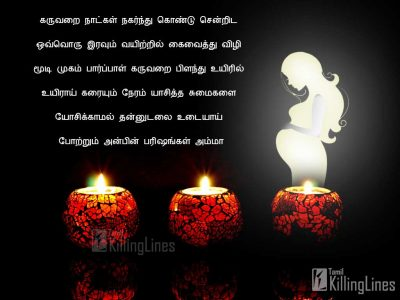 கருவறை நாட்கள் நகர்ந்து கொண்டு சென்றிட
ஒவ்வொரு இரவும் வயிற்றில் கைவைத்து விழி
மூடி முகம் பார்ப்பாள் கருவறை பிளந்து உயிரில்
உயிராய் கரையும் நேரம் யாசித்த சுமைகளை
யோசிக்காமல் தன்னுடலை உடையாய்
போற்றும் அன்பின் பரிஷங்கள் அம்மா
Tamil
KillingLines
Tamil
KillingLines